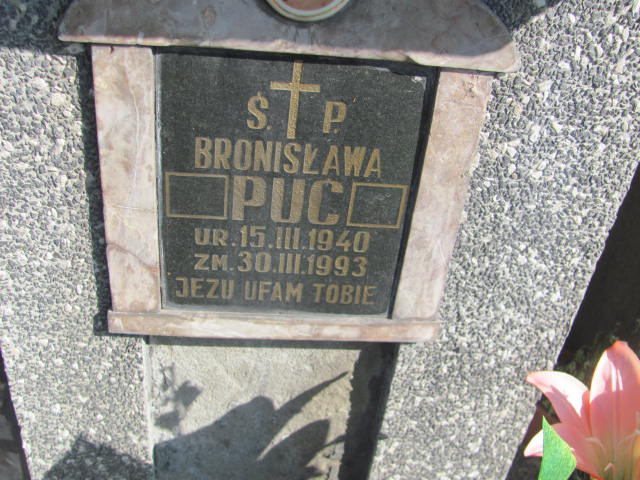 Ś. P.
BRONISŁAWA
PUC
UR. 15.III.1940
ZM. 30.III.1993
JEZU UFAM TOBIE